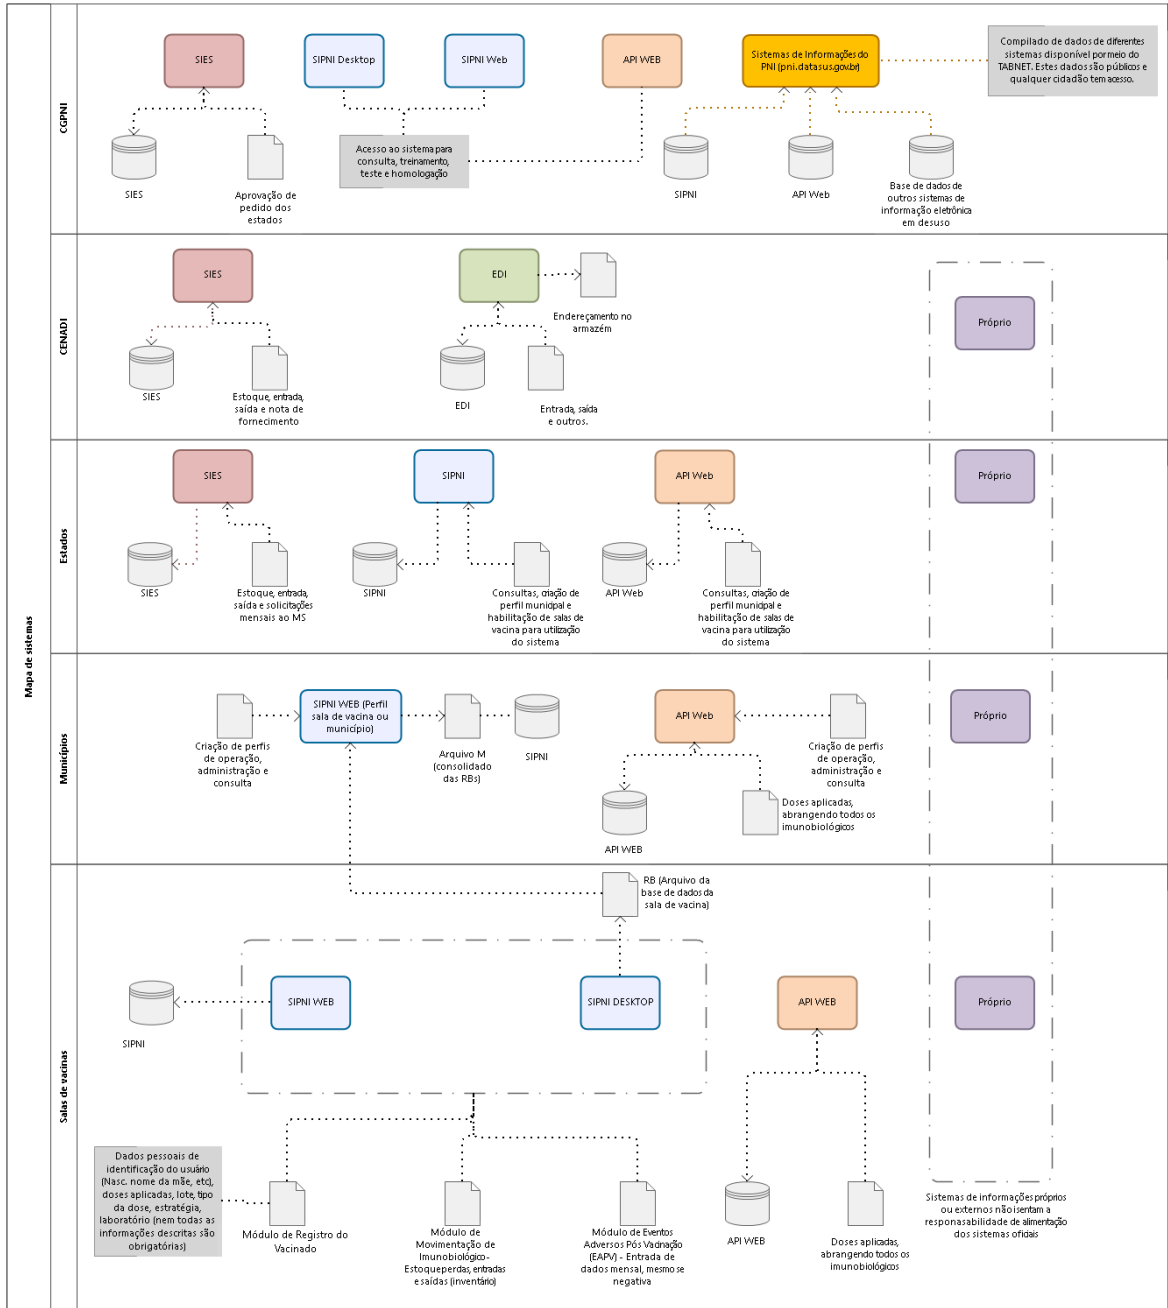 Mapa de sistemas
CGPNI
SIES
SIPNI Desktop
SIPNI Web
API WEB
Sistemas de Informações do
PNI (pni.datasus.gov.br)
Compilado de dados de diferentes
sistemas disponível por meio do
TABNET. Estes dados são públicos e
qualquer cidadão tem acesso.
SIES
Aprovação de
pedido dos
estados
Acesso ao sistema para
consulta, treinamento,
teste e homologação
SIPNI
API Web
Base de dados de
outros sistemas de
informação eletrônica
em desuso
CENADI
SIES
EDI
Endereçamento no
armazém
Próprio
SIES
Estoque, entrada,
saída e nota de
fornecimento
EDI
Entrada, saída
e outros.
Estados
SIES
SIPNI
API Web
Próprio
SIES
Estoque, entrada,
saída e solicitações
mensais ao MS
SIPNI
Consultas, criação de
perfil municipal e
habilitação de salas de
vacina para utilização
do sistema
API Web
Consultas, criação de
perfil municipal e
habilitação de salas de
vacina para utilização
do sistema
Municípios
Criação de perfis
de operação,
administração e
consulta
SIPNI WEB (Perfil
sala de vacina ou
município)
Arquivo M
(consolidado
das RBs)
SIPNI
API Web
Criação de perfis
de operação,
administração e
consulta
Próprio
API WEB
Doses aplicadas,
abrangendo todos os
imunobiológicos
Salas de vacinas
RB (Arquivo da
base de dados da
sala de vacina)
SIPNI
SIPNI WEB
SIPNI DESKTOP
API WEB
Próprio
Dados pessoais de
identificação do usuário
(Nasc. nome da mãe, etc),
doses aplicadas, lote, tipo
da dose, estratégia,
laboratório (nem todas as
informações descritas são
obrigatórias)
Módulo de Registro do
Vacinado
Módulo de
Movimentação de
Imunobiológico-
Estoqueperdas, entradas
e saídas (inventário)
Módulo de Eventos
Adversos Pós Vacinação
(EAPV) - Entrada de
dados mensal, mesmo se
negativa
API WEB
Doses aplicadas,
abrangendo todos os
imunobiológicos
Sistemas de informações próprios
ou externos não isentam a
responasabilidade de alimentação
dos sistemas oficiais